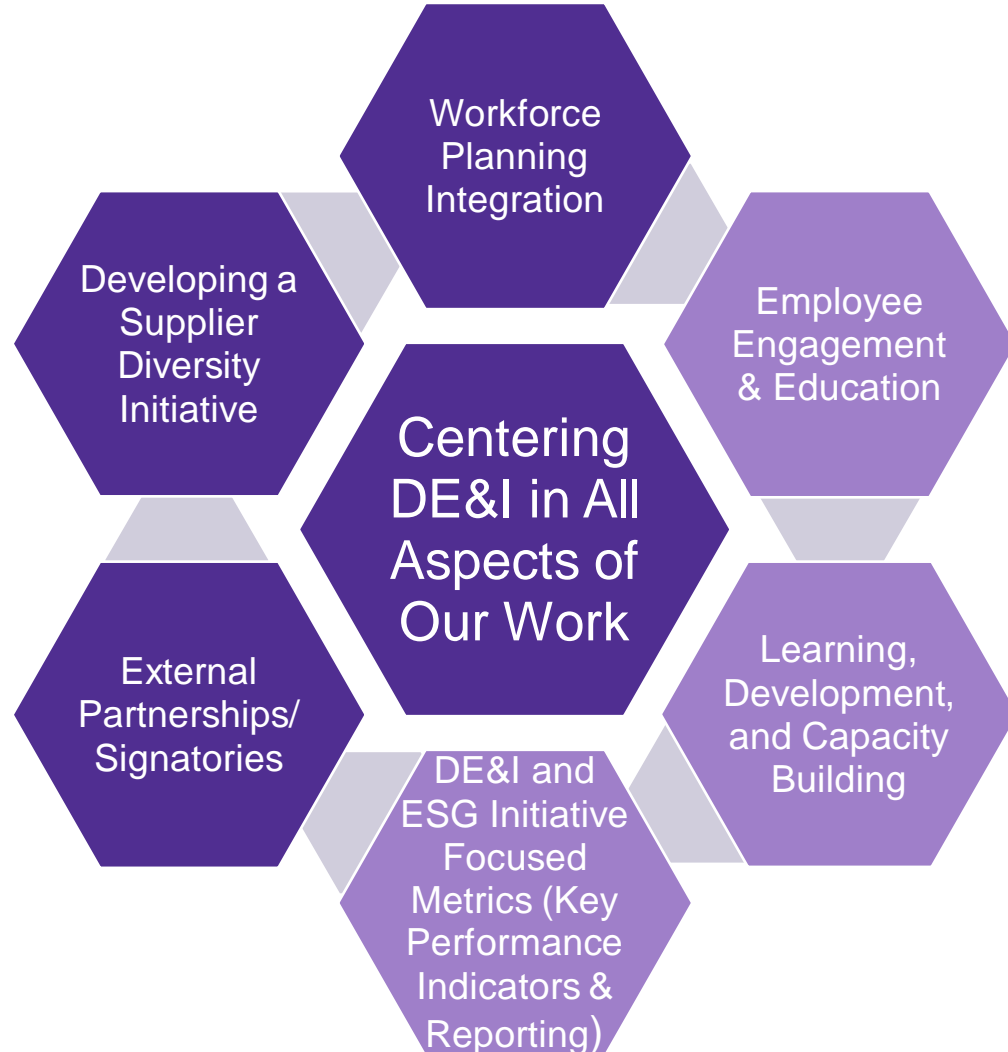 Workforce
Planning
Integration
Employee
Engagement
& Education
Learning,
Development,
and Capacity
Building
DE&I and
ESG Initiative
Focused
Metrics (Key
Performance
Indicators &
Reporting)
External
Partnerships/
Signatories
Developing a
Supplier
Diversity
Initiative
Centering
DE&I in All
Aspects of
Our Work